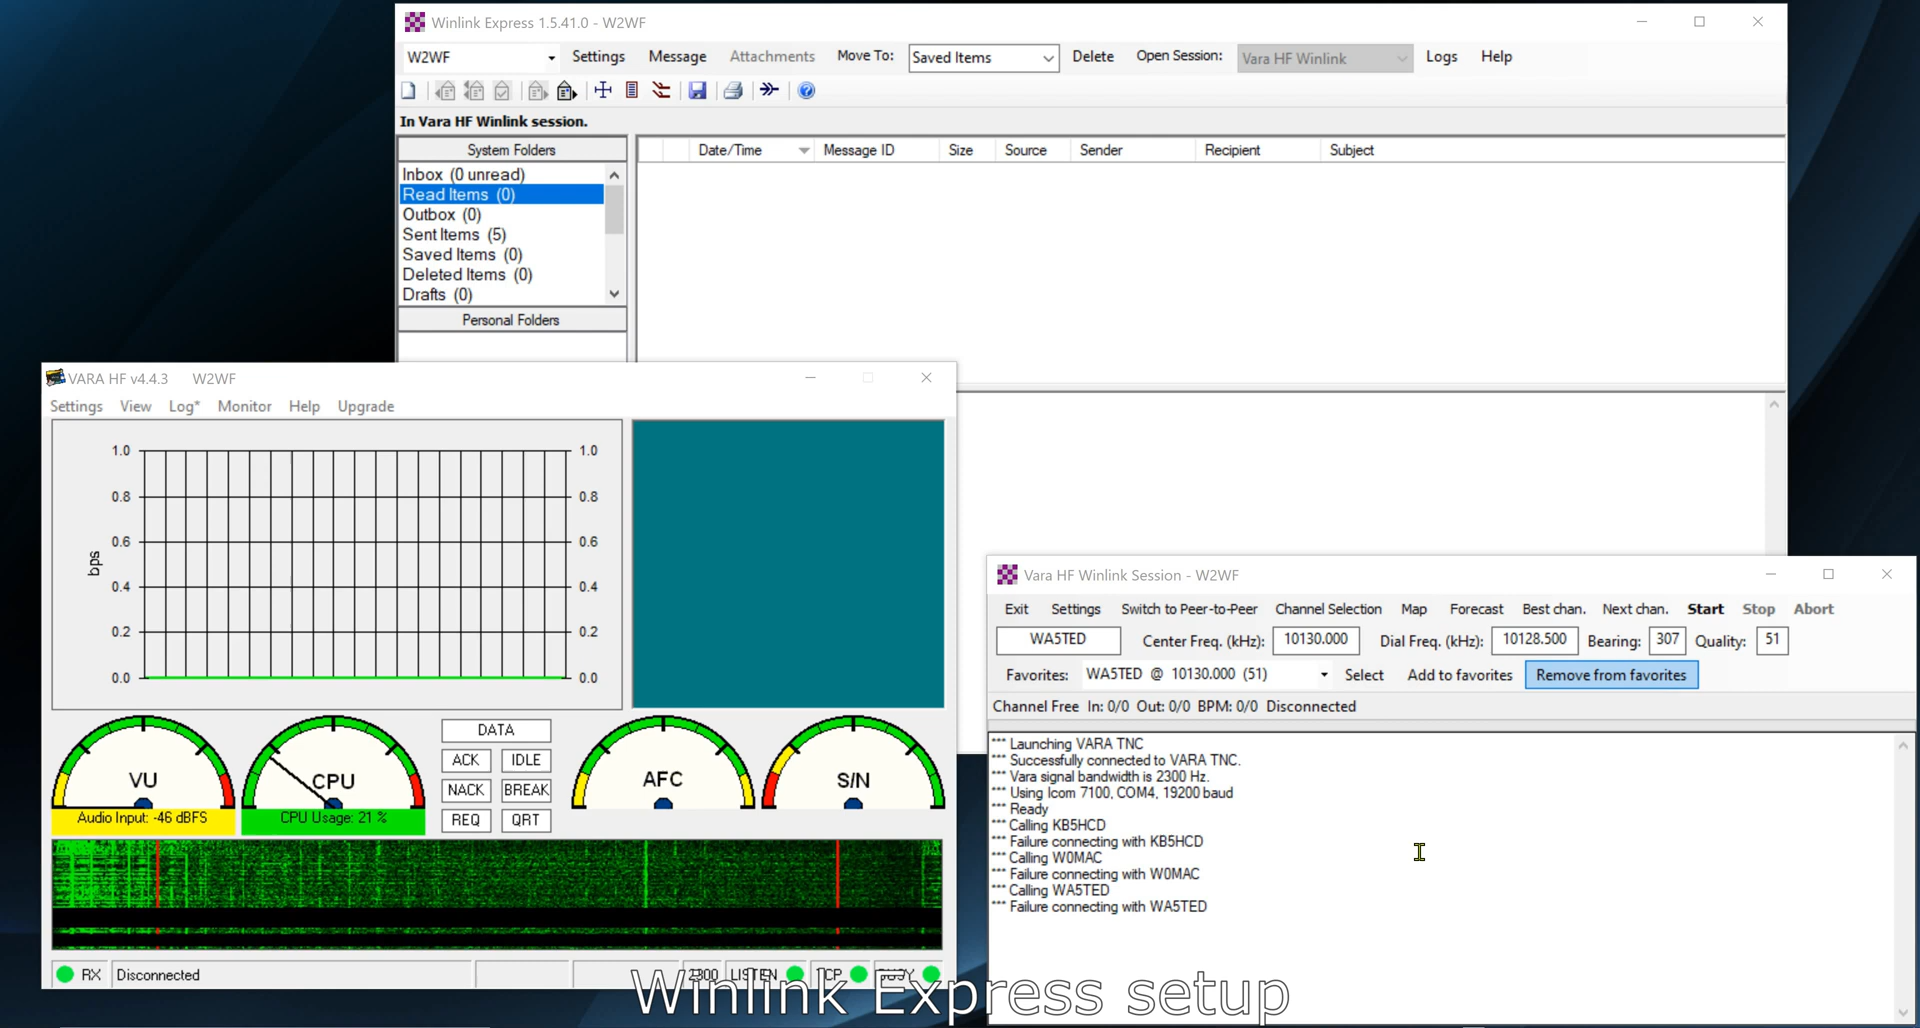 Winlink Express 1.5.41.0 - W2WF
W2WF Settings Message Attachments Move To: Saved Items Delete Open Session: Vara HF Winlink Logs Help
In Vara HF Winlink session.
System Folders
Date/Time Message ID Size Source Sender Recipient Subject
Inbox (0 unread)
Read Items (0)
Outbox (0)
Sent Items (5)
Saved Items (0)
Deleted Items (0)
Drafts (0)
Personal Folders
VARA HF v4.4.3 W2WF
Settings View Log* Monitor Help Upgrade
1.0 1.0
0.8 0.8
0.6 0.6
bps
0.4 0.4
0.2 0.2
0.0 0.0
VU
Audio Input: -46 dBFS
CPU
CPU Usage: 21 %
DATA
ACK IDLE
NACK BREAK
REQ QRT
AFC
S/N
RX Disconnected 2300 LISTEN TCP BUSY
Vara HF Winlink Session - W2WF
Exit Settings Switch to Peer-to-Peer Channel Selection Map Forecast Best chan. Next chan. Start Stop Abort
WA5TED Center Freq. (kHz): 10130.000 Dial Freq. (kHz): 10128.500 Bearing: 307 Quality: 51
Favorites: WA5TED @ 10130.000 (51) Select Add to favorites Remove from favorites
Channel Free In: 0/0 Out: 0/0 BPM: 0/0 Disconnected
*** Launching VARA TNC
*** Successfully connected to VARA TNC.
*** Vara signal bandwidth is 2300 Hz.
*** Using Icom 7100, COM4, 19200 baud
*** Ready
*** Calling KB5HCD
*** Failure connecting with KB5HCD
*** Calling W0MAC
*** Failure connecting with W0MAC
*** Calling WA5TED
*** Failure connecting with WA5TED
Winlink Express setup